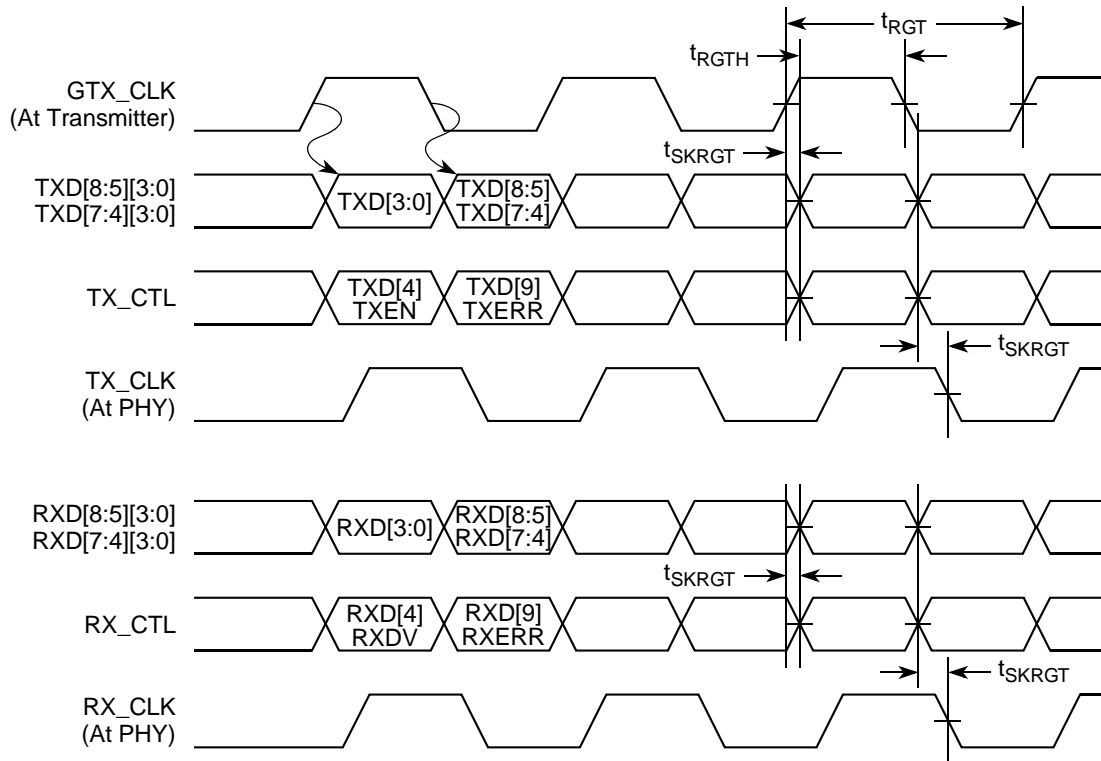 tRGT
tRGTH
GTX_CLK
(At Transmitter)
tSKRGT
TXD[8:5][3:0]
TXD[7:4][3:0]
TXD[3:0]
TXD[8:5]
TXD[7:4]
TX_CTL
TXD[4]
TXEN
TXD[9]
TXERR
tSKRGT
TX_CLK
(At PHY)
RXD[8:5][3:0]
RXD[7:4][3:0]
RXD[3:0]
RXD[8:5]
RXD[7:4]
tSKRGT
RX_CTL
RXD[4]
RXDV
RXD[9]
RXERR
tSKRGT
RX_CLK
(At PHY)